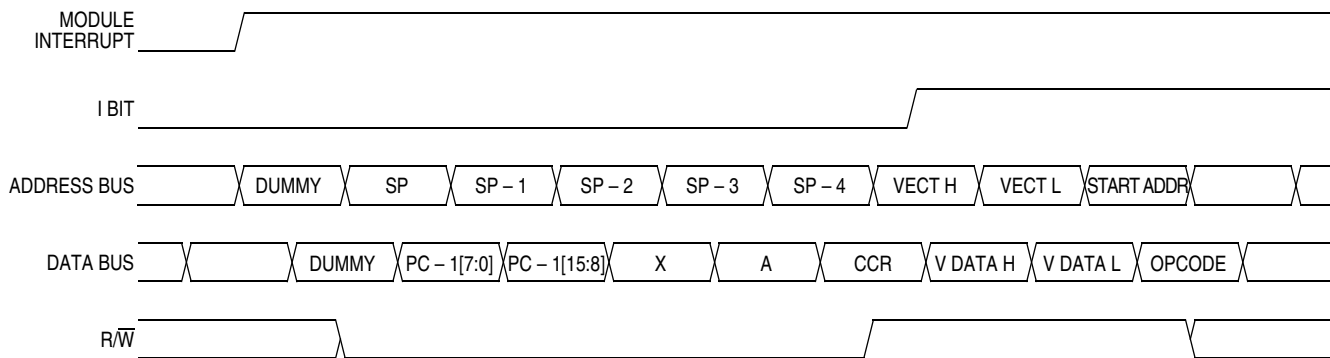 MODULE
INTERRUPT
I BIT
ADDRESS BUS DUMMY SP SP – 1 SP – 2 SP – 3 SP – 4 VECT H VECT L START ADDR
DATA BUS DUMMY PC – 1[7:0] PC – 1[15:8] X A CCR V DATA H V DATA L OPCODE
R/W̅